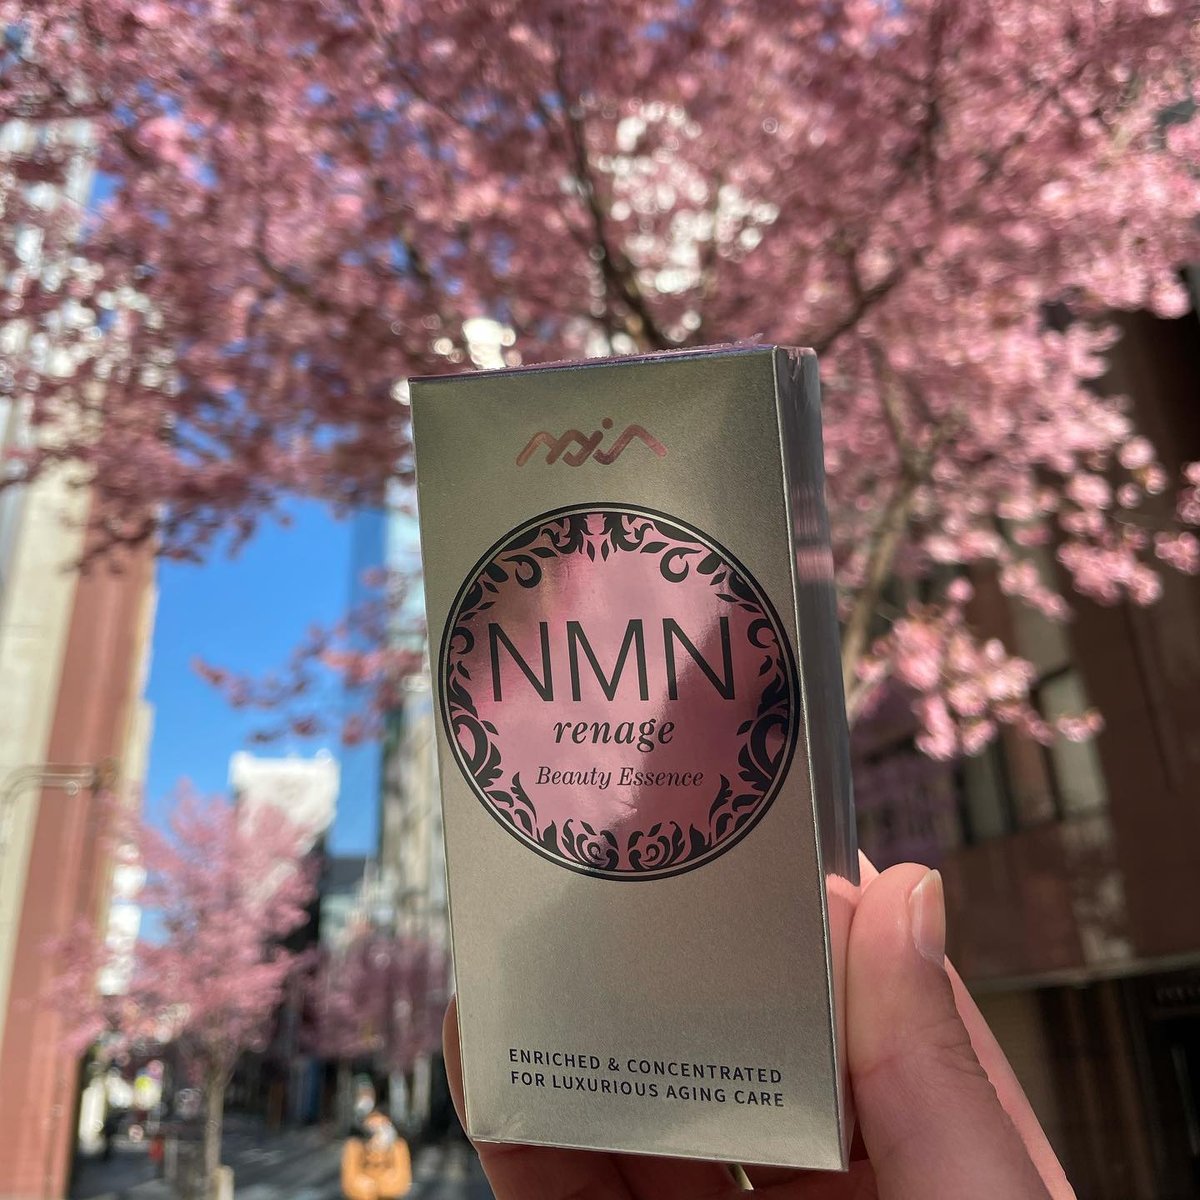 NMN
renage
Beauty Essence
ENRICHED & CONCENTRATED
FOR LUXURIOUS AGING CARE